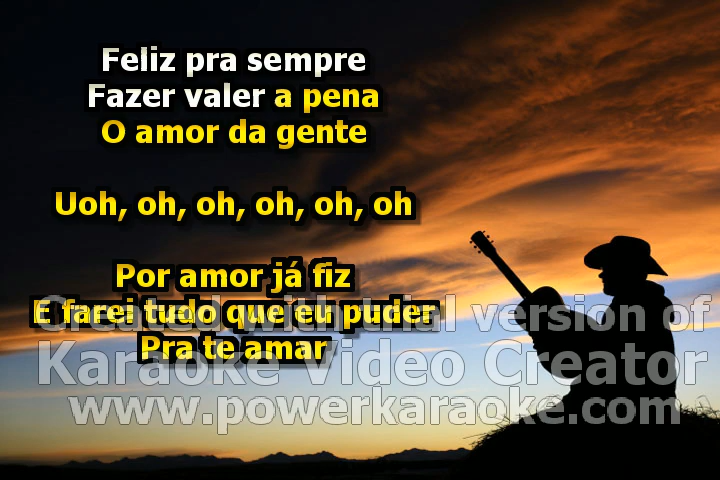 Feliz pra sempre
Fazer valer a pena
O amor da gente
Uoh, oh, oh, oh, oh, oh
Por amor já fiz
E farei tudo que eu puder
Pra te amar
Created with trial version of
Karaoke Video Creator
www.powerkaraoke.com